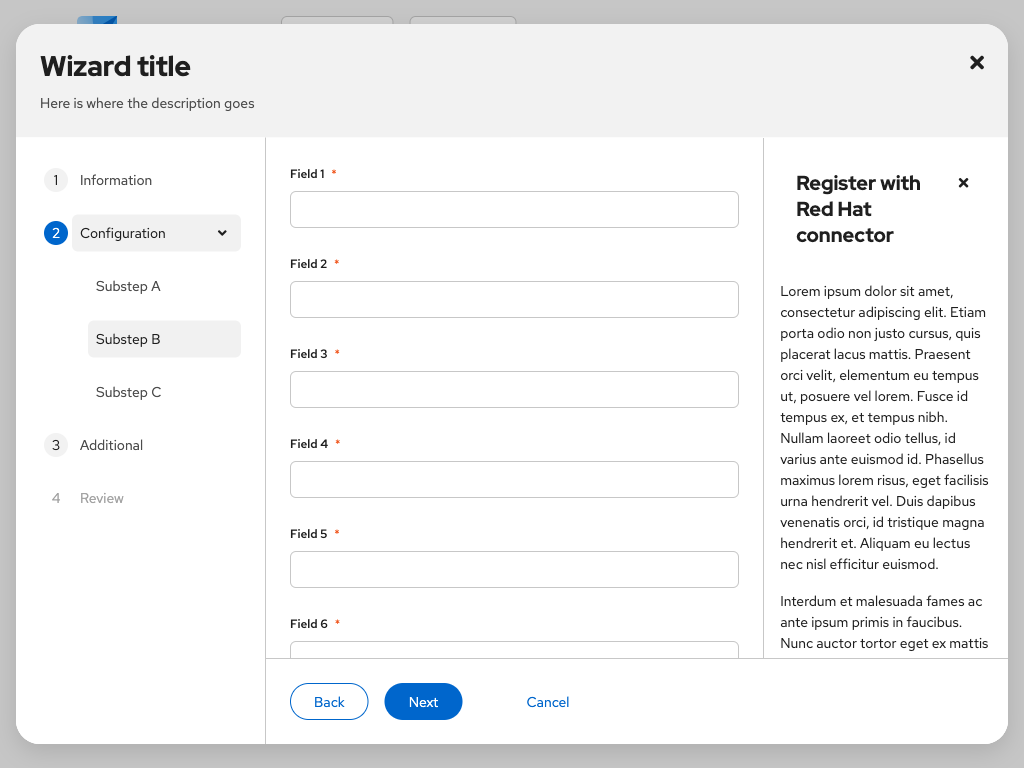 Wizard title
Here is where the description goes
1 Information
2 Configuration
Substep A
Substep B
Substep C
3 Additional
4 Review
Field 1 *
Field 2 *
Field 3 *
Field 4 *
Field 5 *
Field 6 *
Register with
Red Hat
connector
Lorem ipsum dolor sit amet,
consectetur adipiscing elit. Etiam
porta odio non justo cursus, quis
placerat lacus mattis. Praesent
orci velit, elementum eu tempus
ut, posuere vel lorem. Fusce id
tempus ex, et tempus nibh.
Nullam laoreet odio tellus, id
varius ante euismod id. Phasellus
maximus lorem risus, eget facilisis
urna hendrerit vel. Duis dapibus
venenatis orci, id tristique magna
hendrerit et. Aliquam eu lectus
nec nisl efficitur euismod.
Interdum et malesuada fames ac
ante ipsum primis in faucibus.
Nunc auctor tortor eget ex mattis
Back
Next
Cancel